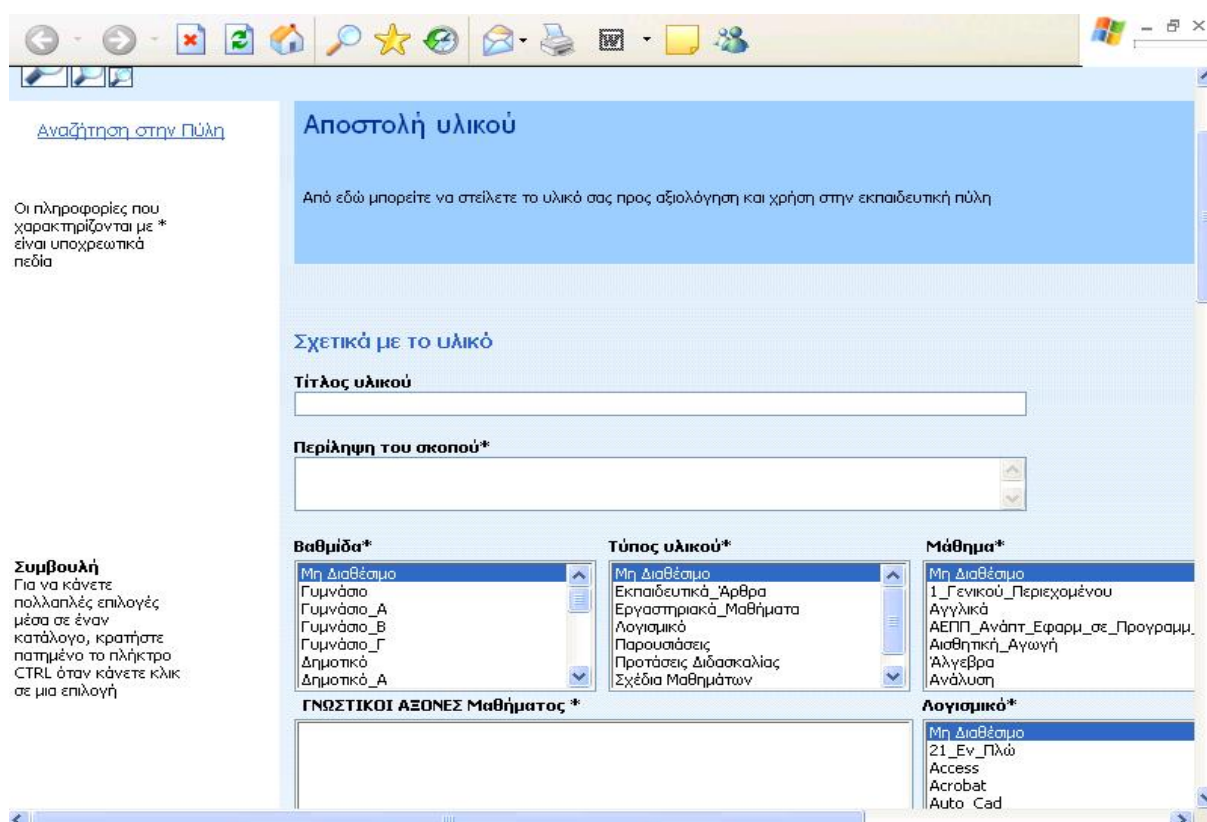 Αναζήτηση στην Πύλη
Οι πληροφορίες που
χαρακτηρίζονται με *
είναι υποχρεωτικά
πεδία
Αποστολή υλικού
Από εδώ μπορείτε να στείλετε το υλικό σας προς αξιολόγηση και χρήση στην εκπαιδευτική πύλη
Σχετικά με το υλικό
Τίτλος υλικού
Περίληψη του σκοπού*
Συμβουλή
Για να κάνετε
πολλαπλές επιλογές
μέσα σε έναν
κατάλογο, κρατήστε
πατημένο το πλήκτρο
CTRL όταν κάνετε κλικ
σε μια επιλογή
Βαθμίδα*
Μη Διαθέσιμο
Γυμνάσιο
Γυμνάσιο_Α
Γυμνάσιο_Β
Γυμνάσιο_Γ
Δημοτικό
Δημοτικό_Α
Τύπος υλικού*
Μη Διαθέσιμο
Εκπαιδευτικά_Άρθρα
Εργαστηριακά_Μαθήματα
Λογισμικό
Παρουσιάσεις
Προτάσεις Διδασκαλίας
Σχέδια Μαθημάτων
Μάθημα*
Μη Διαθέσιμο
1_Γενικού_Περιεχομένου
Αγγλικά
ΑΕΠΠ_Ανάπτ_Εφαρμ_σε_Προγραμμ_
Αισθητική_Αγωγή
Άλγεβρα
Ανάλυση
ΓΝΩΣΤΙΚΟΙ ΑΞΟΝΕΣ Μαθήματος *
Λογισμικό*
Μη Διαθέσιμο
21_Εν_Πλώ
Access
Acrobat
Auto_Cad